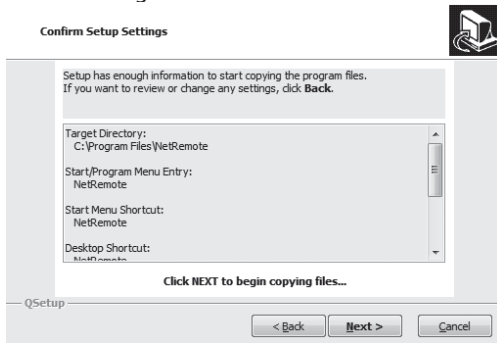 Confirm Setup Settings
Setup has enough information to start copying the program files.
If you want to review or change any settings, click Back.
Target Directory:
C:\Program Files\NetRemote
Start/Program Menu Entry:
NetRemote
Start Menu Shortcut:
NetRemote
Desktop Shortcut:
NetRemote
Click NEXT to begin copying files...
QSetup
< Back
Next >
Cancel